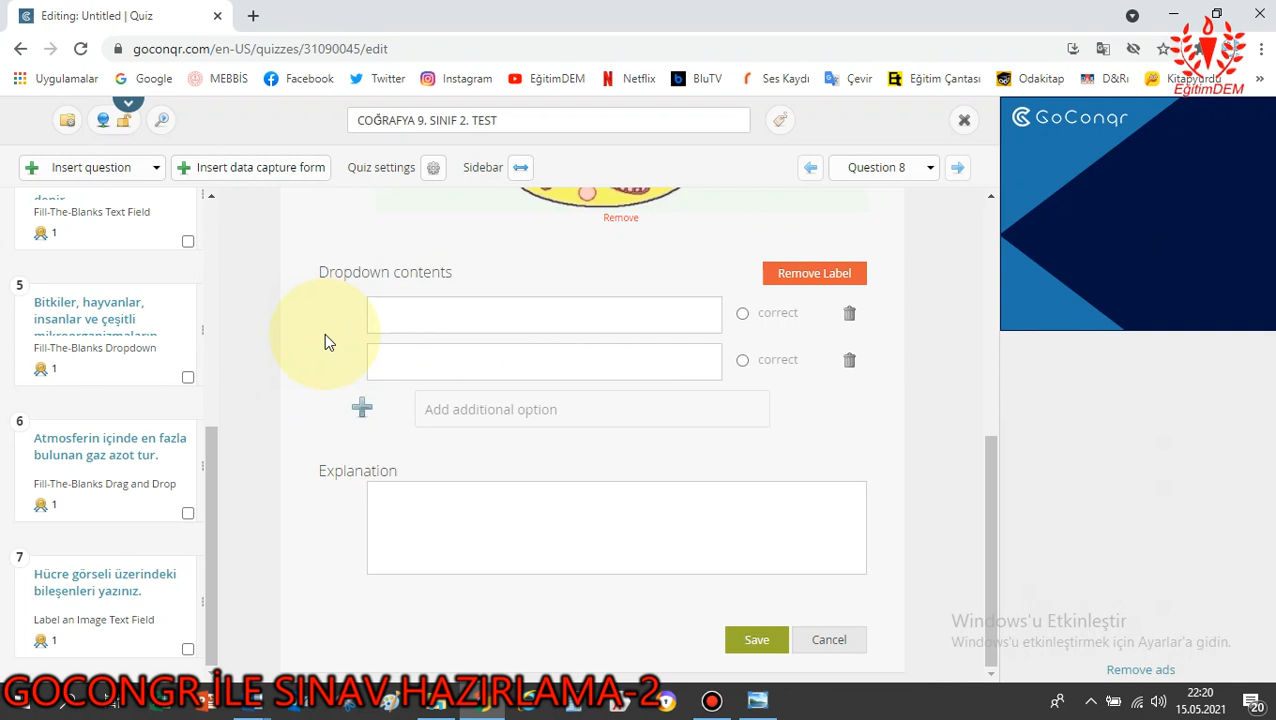 Editing: Untitled | Quiz
goconqr.com/en-US/quizzes/31090045/edit
Uygulamalar
Google
MEBBİS
Facebook
Twitter
Instagram
EğitimDEM
Netflix
BluTV
Ses Kaydı
Çevir
Eğitim Çantası
Odakitap
D&Rı
Kitapyurdu
EğitimDEM
COĞRAFYA 9. SINIF 2. TEST
GoConqr
Insert question
Insert data capture form
Quiz settings
Sidebar
Question 8
denir
Fill-The-Blanks Text Field
1
Remove
5
Bitkiler, hayvanlar,
insanlar ve çeşitli
mikroorganizmaların
Fill-The-Blanks Dropdown
1
6
Atmosferin içinde en fazla
bulunan gaz azot tur.
Fill-The-Blanks Drag and Drop
1
7
Hücre görseli üzerindeki
bileşenleri yazınız.
Label an Image Text Field
1
Dropdown contents
Remove Label
correct
correct
Add additional option
Explanation
Save
Cancel
Windows'u Etkinleştir
Windows'u etkinleştirmek için Ayarlar'a gidin.
Remove ads
GOCONGR İLE SINAV HAZIRLAMA-2
22:20
15.05.2021
20